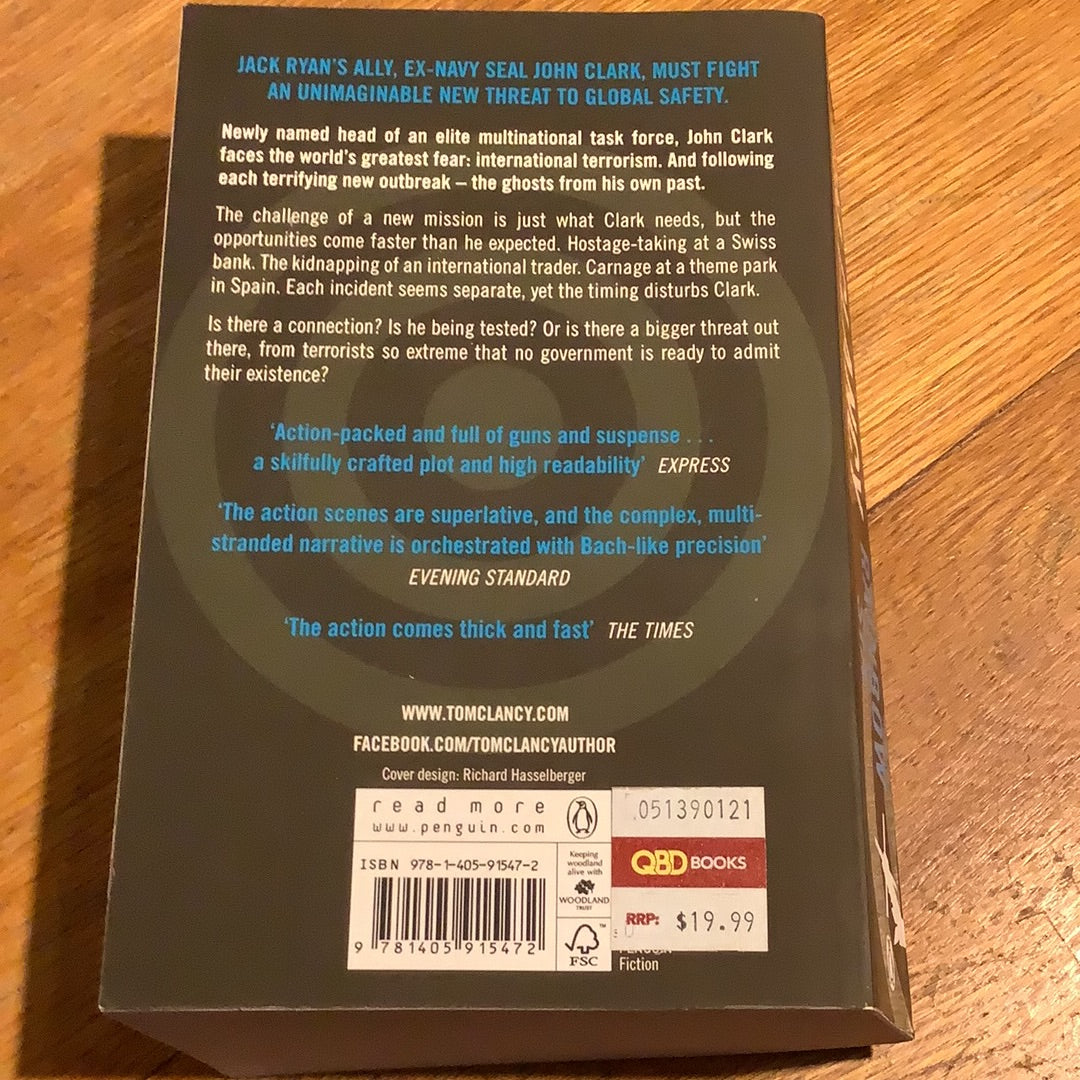 JACK RYAN'S ALLY, EX-NAVY SEAL JOHN CLARK, MUST FIGHT
AN UNIMAGINABLE NEW THREAT TO GLOBAL SAFETY.
Newly named head of an elite multinational task force, John Clark
faces the world's greatest fear: international terrorism. And following
each terrifying new outbreak – the ghosts from his own past.
The challenge of a new mission is just what Clark needs, but the
opportunities come faster than he expected. Hostage-taking at a Swiss
bank. The kidnapping of an international trader. Carnage at a theme park
in Spain. Each incident seems separate, yet the timing disturbs Clark.
Is there a connection? Is he being tested? Or is there a bigger threat out
there, from terrorists so extreme that no government is ready to admit
their existence?
'Action-packed and full of guns and suspense . . .
a skilfully crafted plot and high readability' EXPRESS
'The action scenes are superlative, and the complex, multi-
stranded narrative is orchestrated with Bach-like precision'
EVENING STANDARD
'The action comes thick and fast' THE TIMES
WWW.TOMCLANCY.COM
FACEBOOK.COM/TOMCLANCYAUTHOR
Cover design: Richard Hasselberger
read more
www.penguin.com
ISBN 978-1-405-91547-2
9 781405 915472
Keeping
woodland
alive with
WOODLAND
TRUST
FSC
051390121
QBD BOOKS
RRP: $19.99
Fiction